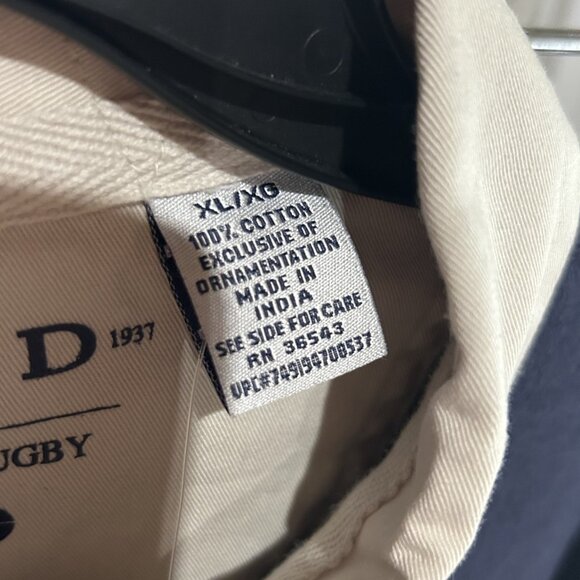 XL/XG
100% COTTON
EXCLUSIVE OF
ORNAMENTATION
MADE IN
INDIA
SEE SIDE FOR CARE
RN 36543
UPC#749194708537
D 1937
UGBY